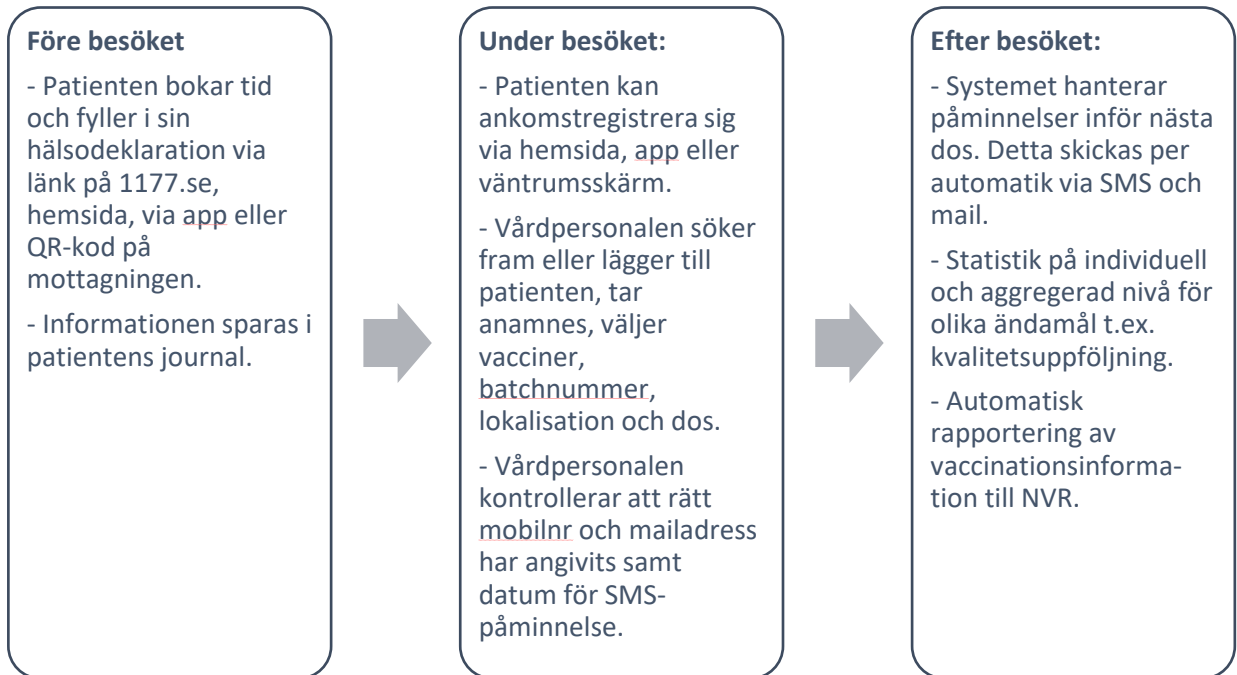 Före besöket
- Patienten bokar tid
och fyller i sin
hälsodeklaration via
länk på 1177.se,
hemsida, via app eller
QR-kod på
mottagningen.
- Informationen sparas i
patientens journal.
Under besöket:
- Patienten kan
ankomstregistrera sig
via hemsida, app eller
väntrumsskärm.
- Vårdpersonalen söker
fram eller lägger till
patienten, tar
anamnes, väljer
vacciner,
batchnummer,
lokalisation och dos.
- Vårdpersonalen
kontrollerar att rätt
mobilnr och mailadress
har angivits samt
datum för SMS-
påminnelse.
Efter besöket:
- Systemet hanterar
påminnelser inför nästa
dos. Detta skickas per
automatik via SMS och
mail.
- Statistik på individuell
och aggregerad nivå för
olika ändamål t.ex.
kvalitetsuppföljning.
- Automatisk
rapportering av
vaccinationsinforma-
tion till NVR.